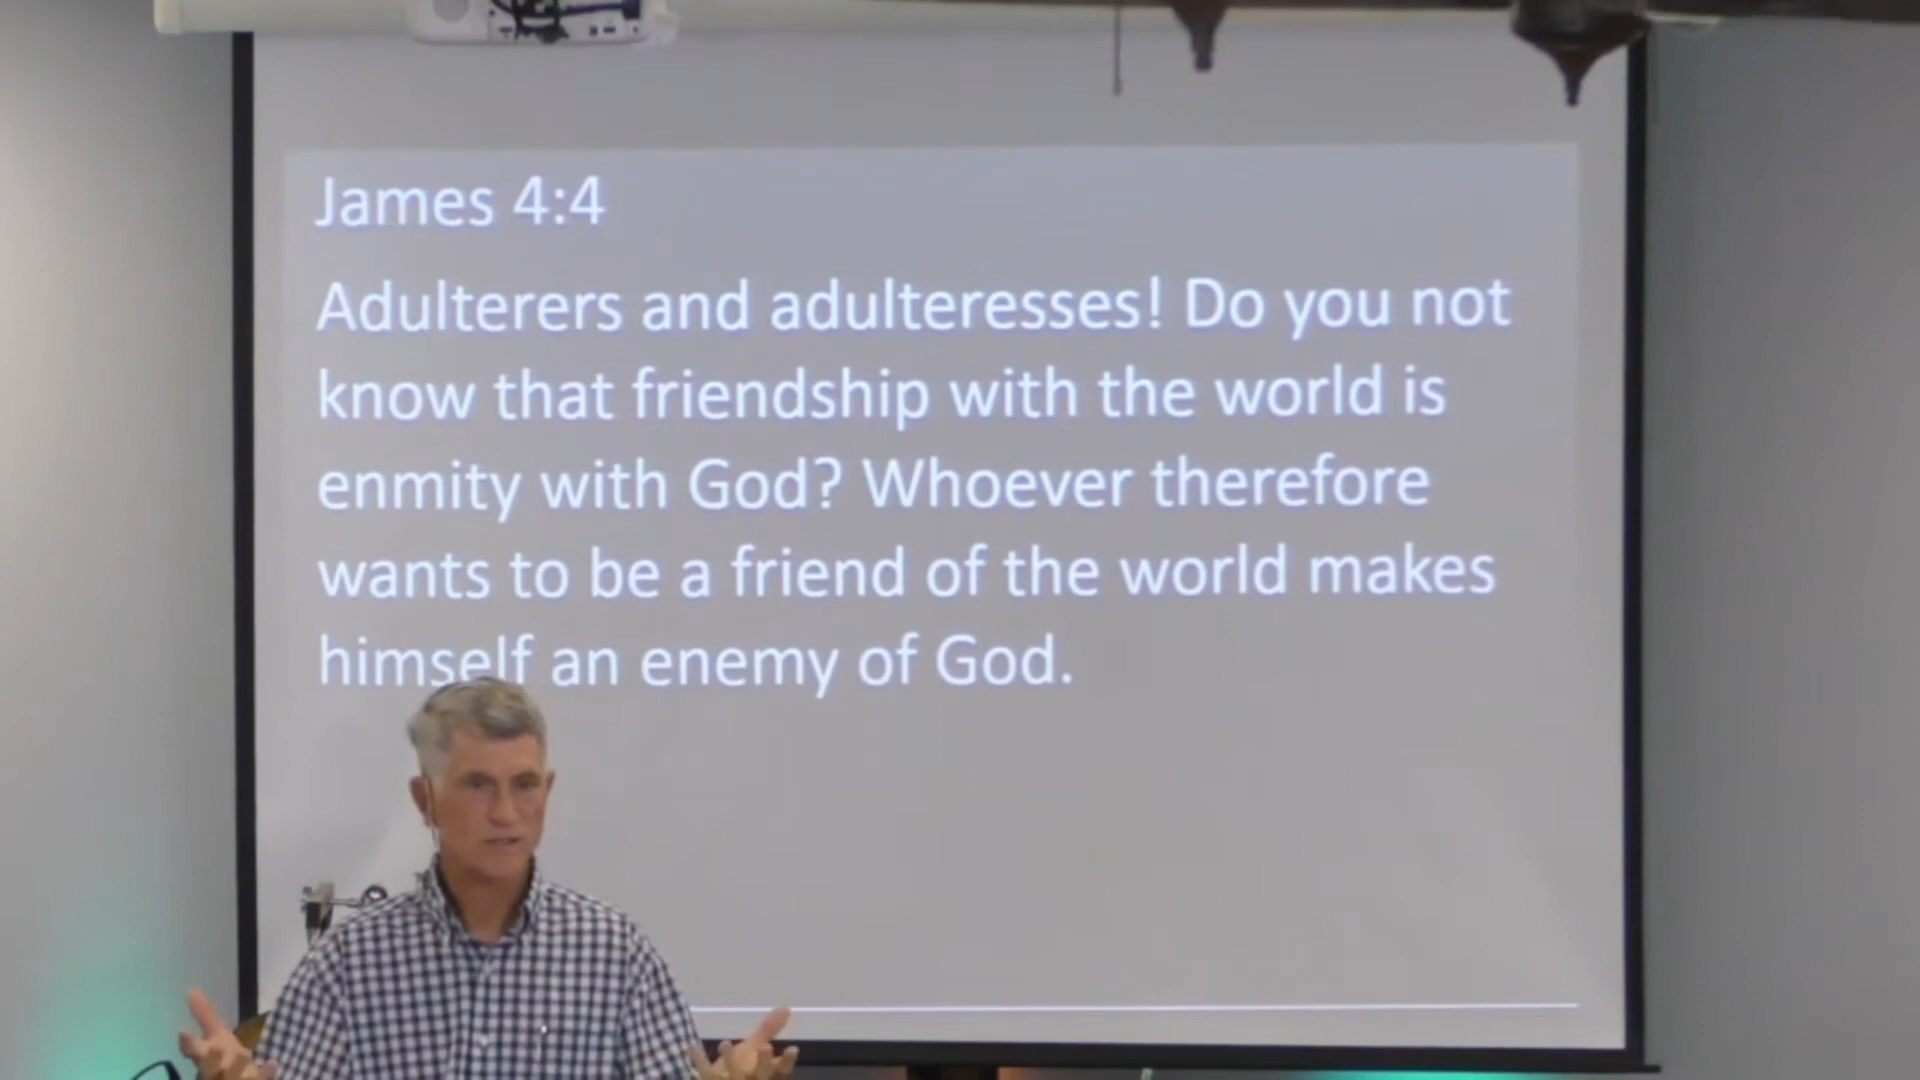 James 4:4
Adulterers and adulteresses! Do you not
know that friendship with the world is
enmity with God? Whoever therefore
wants to be a friend of the world makes
himself an enemy of God.